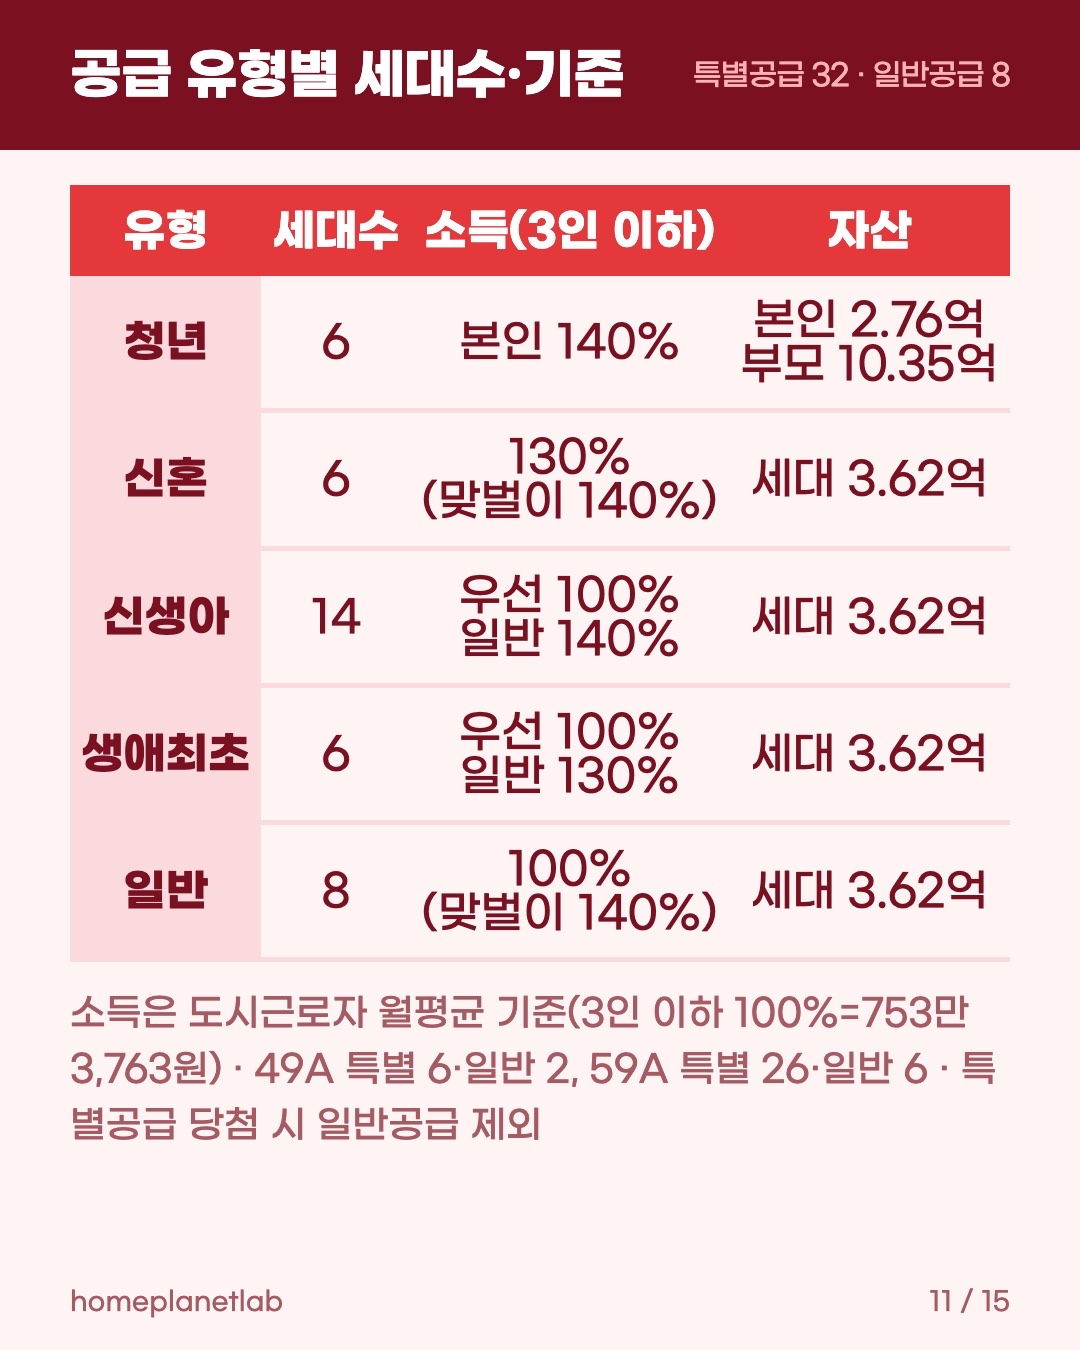 공급 유형별 세대수·기준
특별공급 32 · 일반공급 8
유형 세대수 소득(3인 이하) 자산
청년 6 본인 140% 본인 2.76억
부모 10.35억
신혼 6 130%
(맞벌이 140%) 세대 3.62억
신생아 14 우선 100%
일반 140% 세대 3.62억
생애최초 6 우선 100%
일반 130% 세대 3.62억
일반 8 100%
(맞벌이 140%) 세대 3.62억
소득은 도시근로자 월평균 기준(3인 이하 100%=753만
3,763원) · 49A 특별 6·일반 2, 59A 특별 26·일반 6 · 특
별공급 당첨 시 일반공급 제외
homeplanetlab
11 / 15